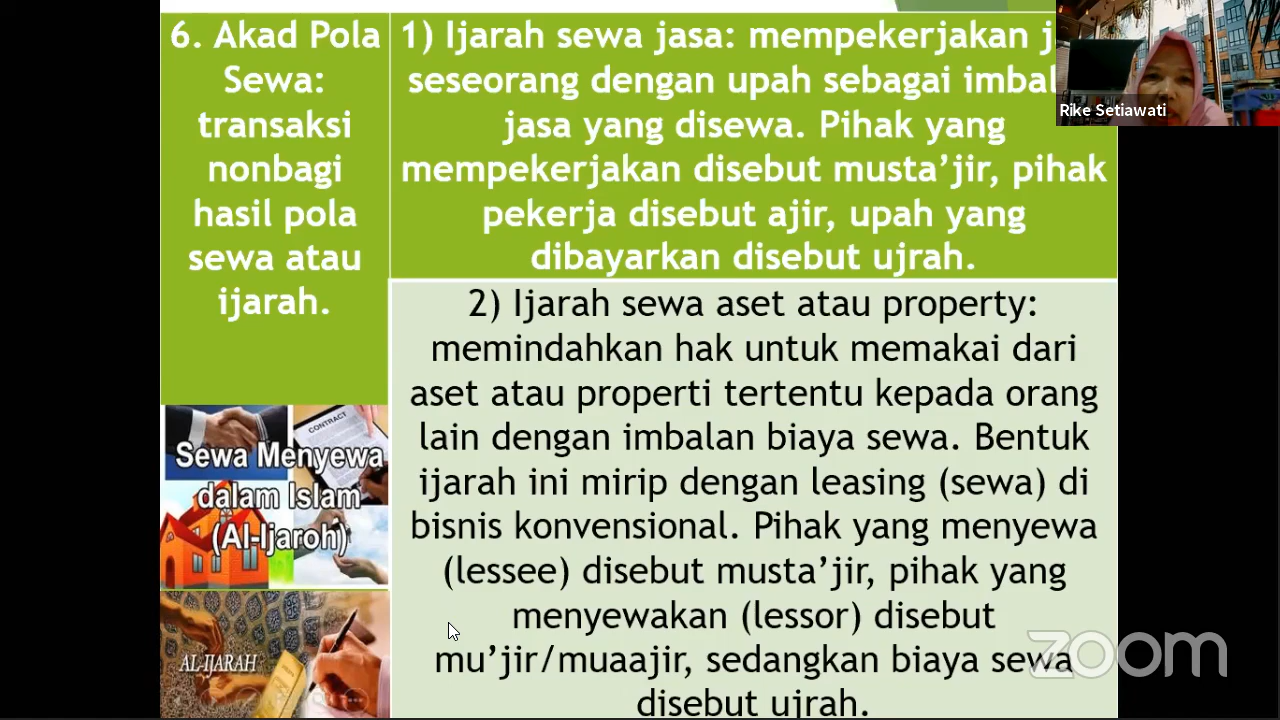 6. Akad Pola
Sewa:
transaksi
nonbagi
hasil pola
sewa atau
ijarah.
1) Ijarah sewa jasa: mempekerjakan
seseorang dengan upah sebagai
jasa yang disewa. Pihak yang
mempekerjakan disebut musta’jir, pihak
pekerja disebut ajir, upah yang
dibayarkan disebut ujrah.
Rike Setiawati
2) Ijarah sewa aset atau property:
memindahkan hak untuk memakai dari
aset atau properti tertentu kepada orang
lain dengan imbalan biaya sewa. Bentuk
ijarah ini mirip dengan leasing (sewa) di
bisnis konvensional. Pihak yang menyewa
(lessee) disebut musta’jir, pihak yang
menyewakan (lessor) disebut
mu’jir/muaajir, sedangkan biaya sewa
disebut ujrah.
CONTRACT
Sewa Menyewa
dalam Islam
(Al-Ijaroh)
AL-IJARAH
zoom